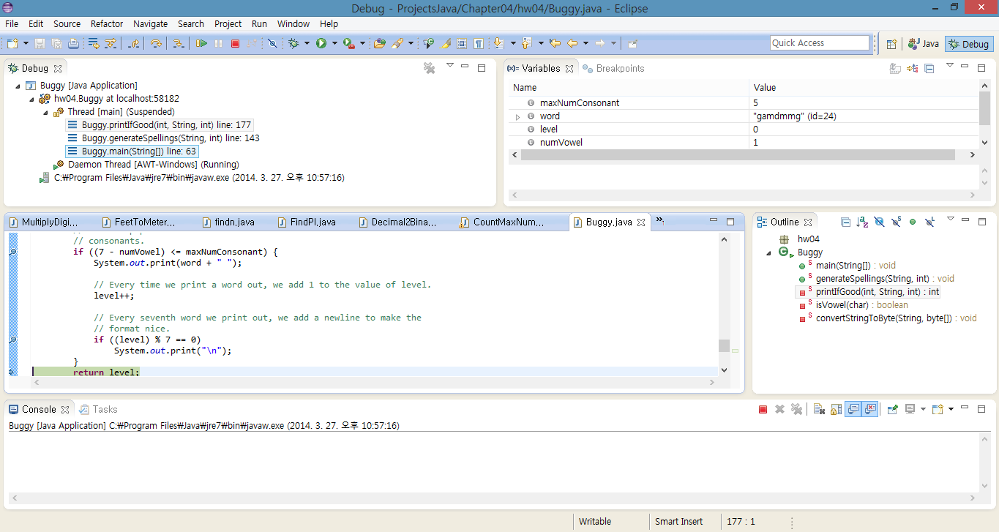 Debug - ProjectsJava/Chapter04/hw04/Buggy.java - Eclipse
File Edit Source Refactor Navigate Search Project Run Window Help
Quick Access
Java
Debug
Debug
Buggy [Java Application]
hw04.Buggy at localhost:58182
Thread [main] (Suspended)
Buggy.printIfGood(int, String, int) line: 177
Buggy.generateSpellings(String, int) line: 143
Buggy.main(String[]) line: 63
Daemon Thread [AWT-Windows] (Running)
C:₩Program Files₩Java₩jre7₩bin₩javaw.exe (2014. 3. 27. 오후 10:57:16)
(x)= Variables Breakpoints
Name Value
maxNumConsonant 5
word "gamdmmg" (id=24)
level 0
numVowel 1
MultiplyDigi... FeetToMeter... findn.java FindPI.java Decimal2Bina... CountMaxNum... Buggy.java »₁
// consonants.
if ((7 - numVowel) <= maxNumConsonant) {
System.out.print(word + " ");
// Every time we print a word out, we add 1 to the value of level.
level++;
// Every seventh word we print out, we add a newline to make the
// format nice.
if ((level) % 7 == 0)
System.out.print("\n");
}
return level;
Outline
hw04
Buggy
main(String[]) : void
generateSpellings(String, int) : void
printIfGood(int, String, int) : int
isVowel(char) : boolean
convertStringToByte(String, byte[]) : void
Console Tasks
Buggy [Java Application] C:₩Program Files₩Java₩jre7₩bin₩javaw.exe (2014. 3. 27. 오후 10:57:16)
Writable Smart Insert 177 : 1